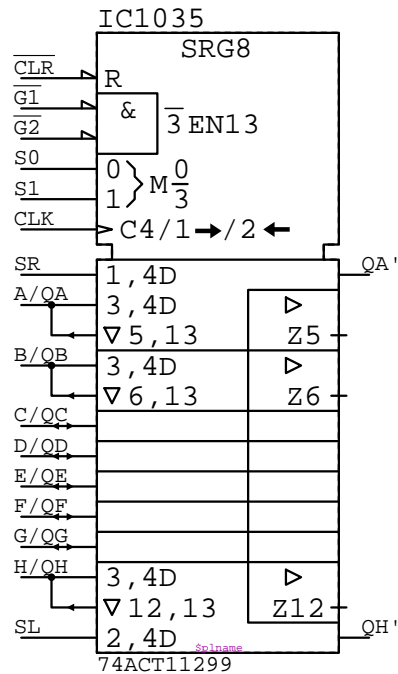 IC1035
SRG8
CLR
R
G1
&
3EN13
G2
S0
0
M 0/3
S1
1
CLK
C4/1→/2←
SR
1,4D
QA'
A/QA
3,4D
▷
▽5,13
Z5
B/QB
3,4D
▷
▽6,13
Z6
C/QC
D/QD
E/QE
F/QF
G/QG
H/QH
3,4D
▷
▽12,13
Z12
SL
2,4D
QH'
$plname
74ACT11299